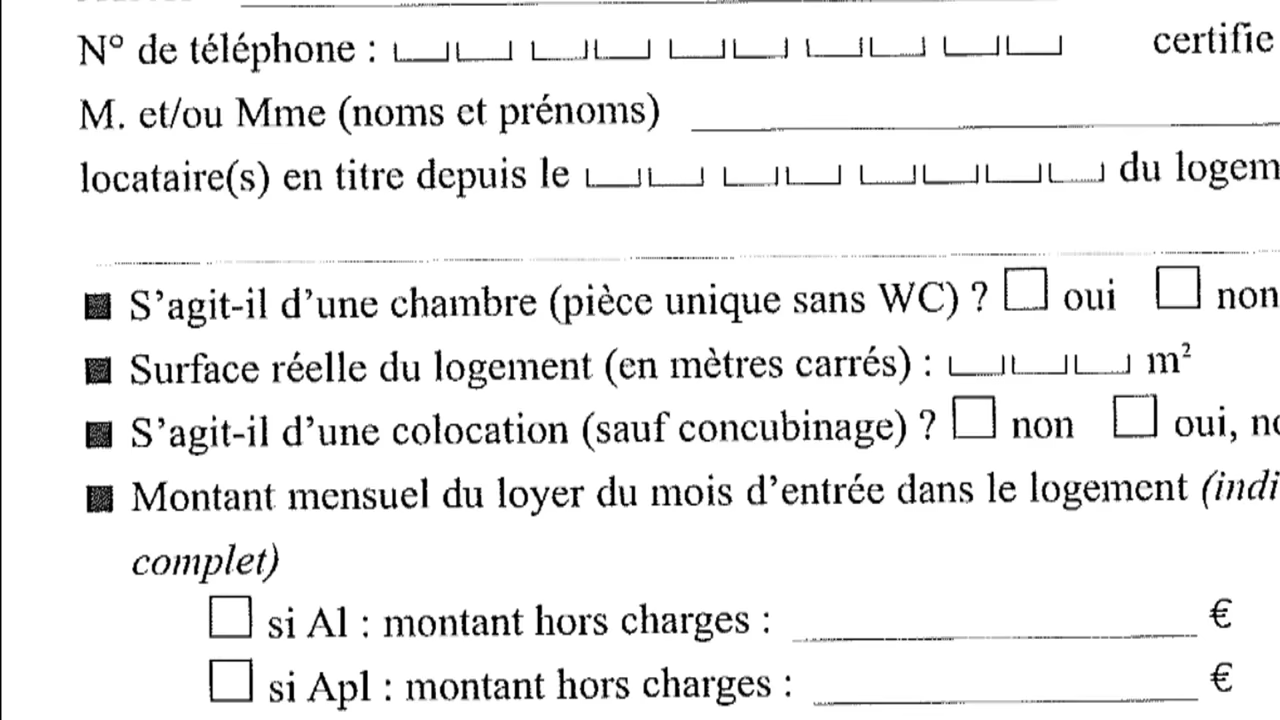 N° de téléphone : certifie
M. et/ou Mme (noms et prénoms)
locataire(s) en titre depuis le du logem
S'agit-il d'une chambre (pièce unique sans WC) ? oui non
Surface réelle du logement (en mètres carrés) : m²
S'agit-il d'une colocation (sauf concubinage) ? non oui, no
Montant mensuel du loyer du mois d'entrée dans le logement (indi
complet)
si Al : montant hors charges : €
si Apl : montant hors charges : €